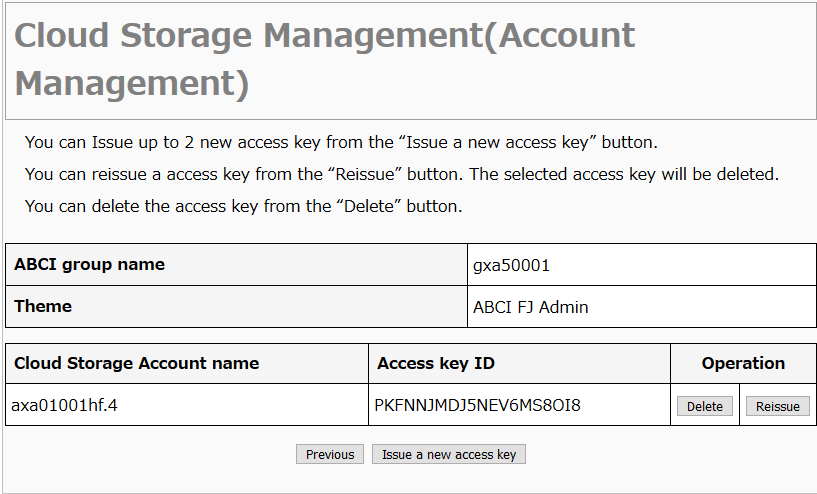 Cloud Storage Management(Account
Management)
You can Issue up to 2 new access key from the “Issue a new access key” button.
You can reissue a access key from the “Reissue” button. The selected access key will be deleted.
You can delete the access key from the “Delete” button.
ABCI group name gxa50001
Theme ABCI FJ Admin
Cloud Storage Account name Access key ID Operation
axa01001hf.4 PKFNNJMDJ5NEV6MS8OI8 Delete Reissue
Previous Issue a new access key